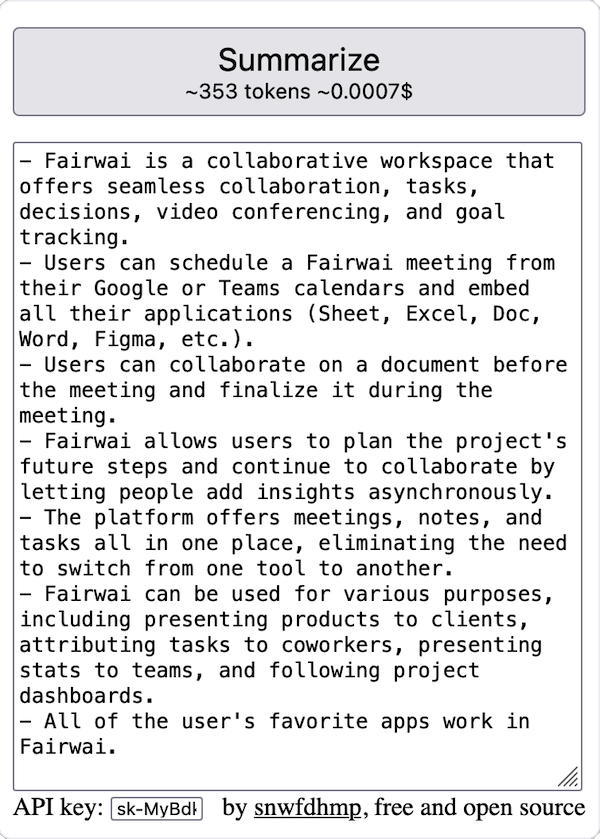 Summarize
~353 tokens ~0.0007$
– Fairwai is a collaborative workspace that
offers seamless collaboration, tasks,
decisions, video conferencing, and goal
tracking.
– Users can schedule a Fairwai meeting from
their Google or Teams calendars and embed
all their applications (Sheet, Excel, Doc,
Word, Figma, etc.).
– Users can collaborate on a document before
the meeting and finalize it during the
meeting.
– Fairwai allows users to plan the project's
future steps and continue to collaborate by
letting people add insights asynchronously.
– The platform offers meetings, notes, and
tasks all in one place, eliminating the need
to switch from one tool to another.
– Fairwai can be used for various purposes,
including presenting products to clients,
attributing tasks to coworkers, presenting
stats to teams, and following project
dashboards.
– All of the user's favorite apps work in
Fairwai.
API key: by snwfdhmp, free and open source